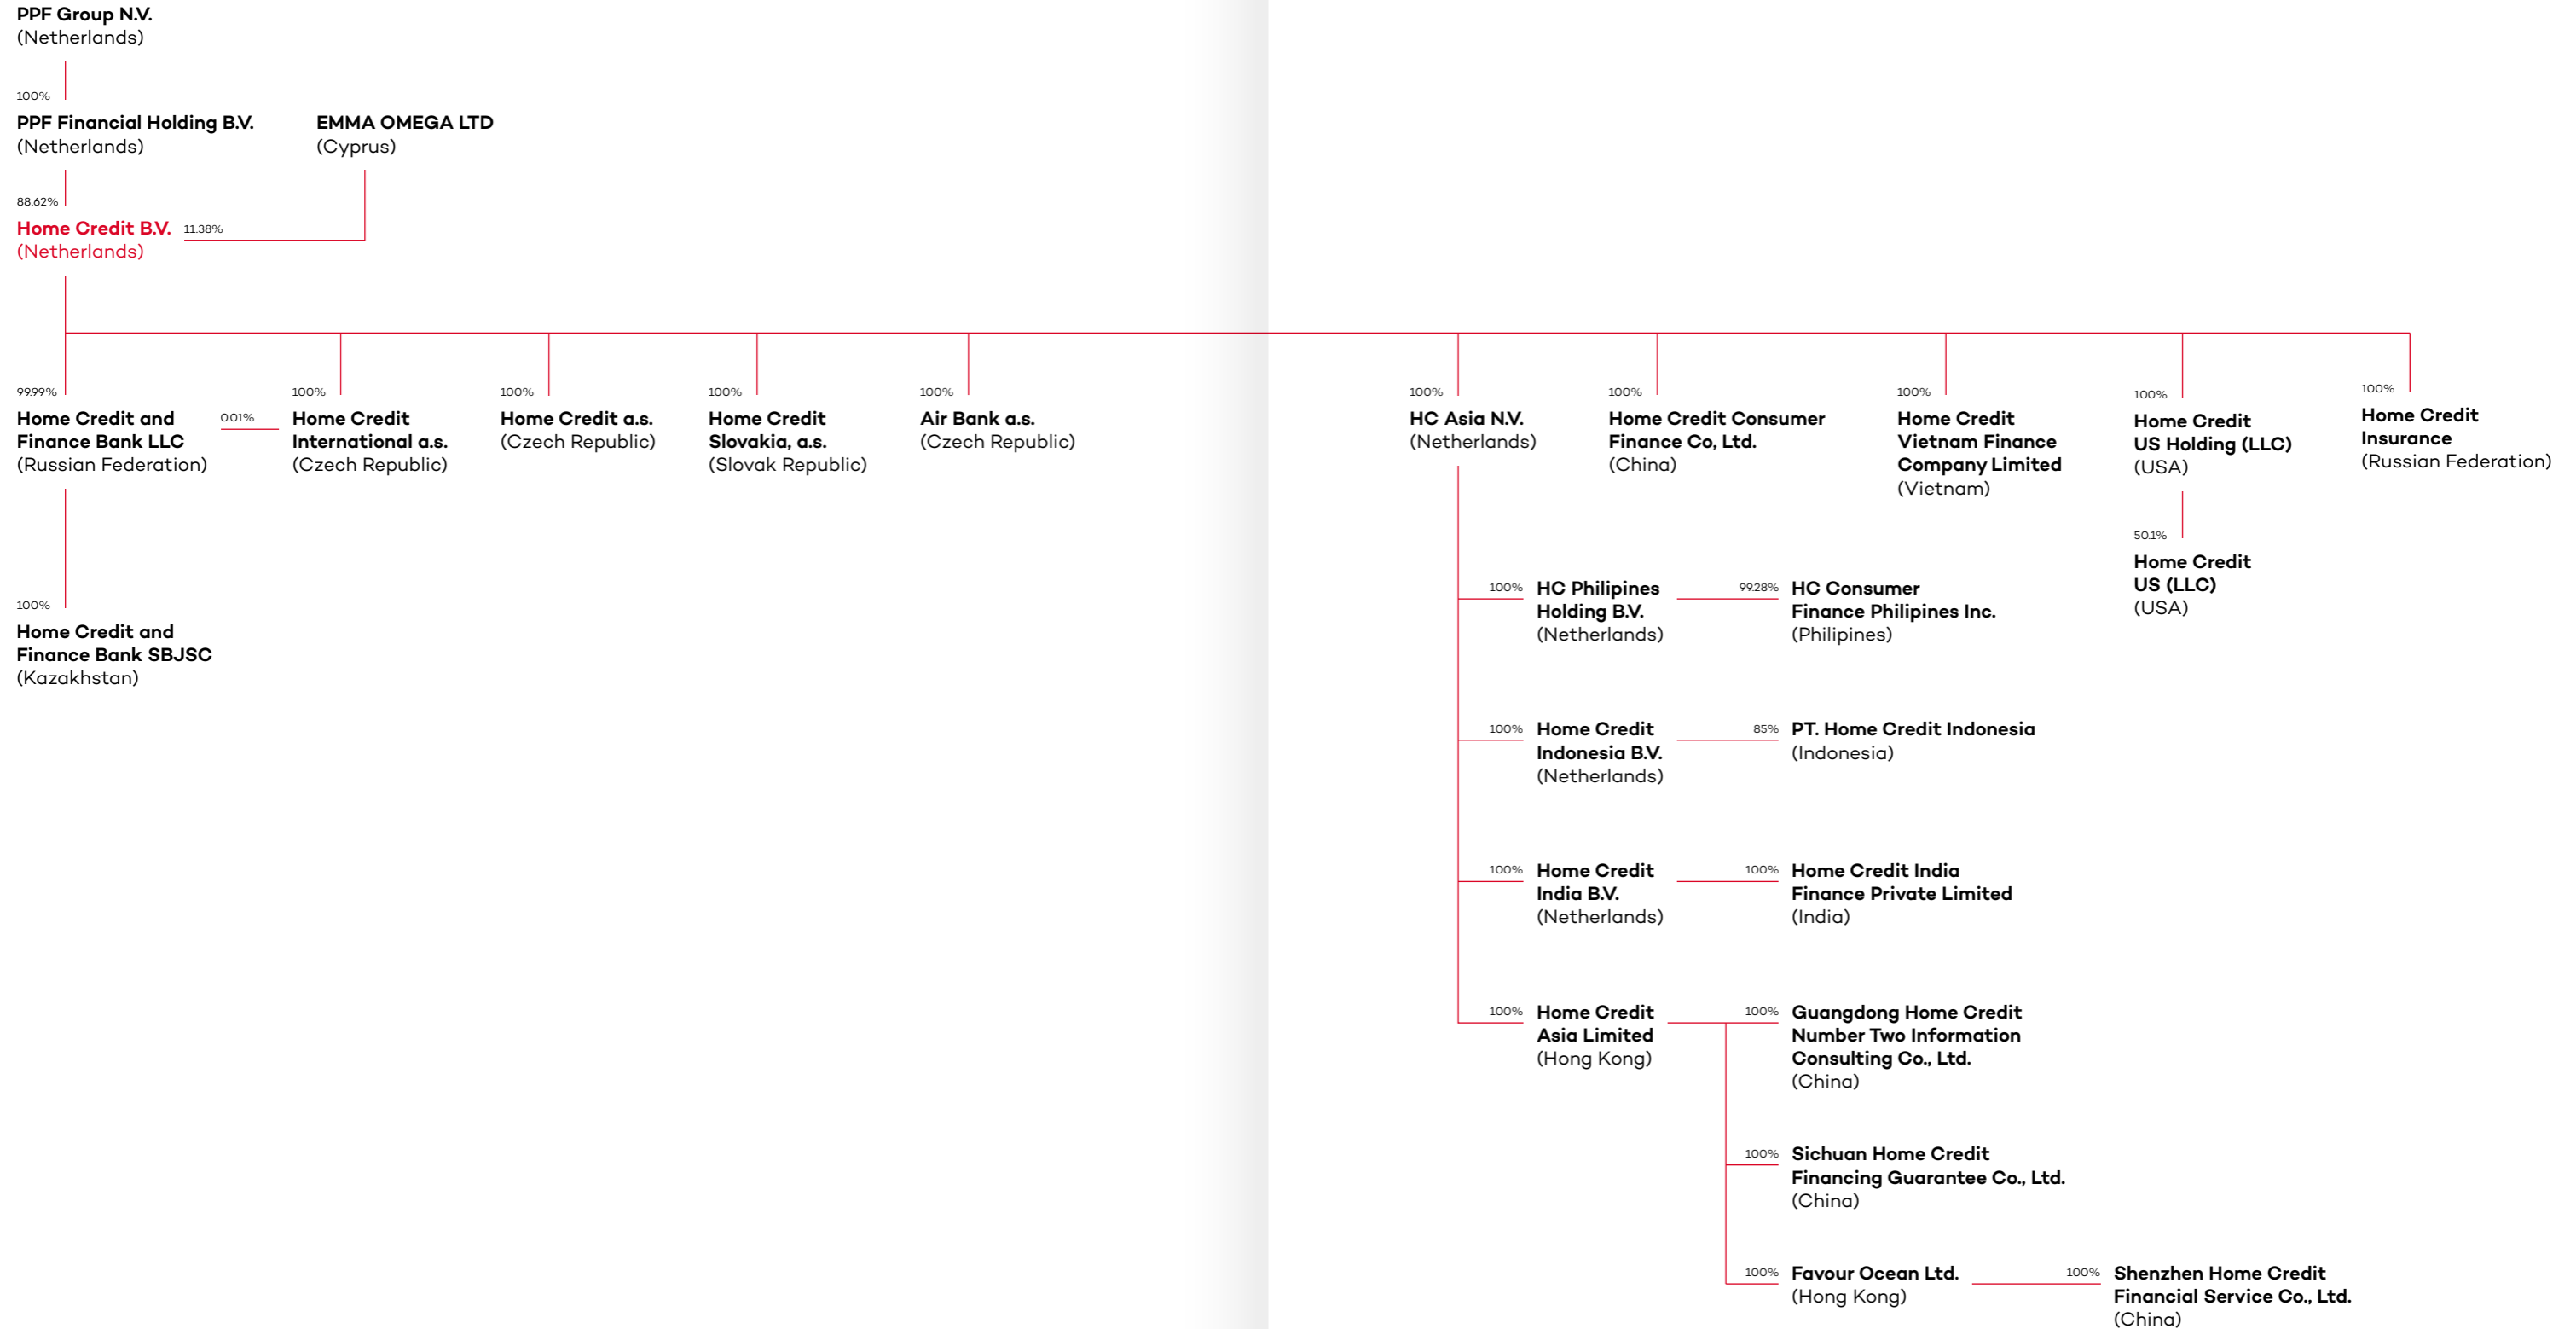 PPF Group N.V.
(Netherlands)
100%
PPF Financial Holding B.V.
(Netherlands)
EMMA OMEGA LTD
(Cyprus)
88.62%
Home Credit B.V.
(Netherlands)
11.38%
99.99%
Home Credit and
Finance Bank LLC
(Russian Federation)
0.01%
100%
Home Credit
International a.s.
(Czech Republic)
100%
Home Credit a.s.
(Czech Republic)
100%
Home Credit
Slovakia, a.s.
(Slovak Republic)
100%
Air Bank a.s.
(Czech Republic)
100%
HC Asia N.V.
(Netherlands)
100%
Home Credit Consumer
Finance Co, Ltd.
(China)
100%
Home Credit
Vietnam Finance
Company Limited
(Vietnam)
100%
Home Credit
US Holding (LLC)
(USA)
100%
Home Credit
Insurance
(Russian Federation)
50.1%
Home Credit
US (LLC)
(USA)
100%
Home Credit and
Finance Bank SBJSC
(Kazakhstan)
100%
HC Philipines
Holding B.V.
(Netherlands)
99.28%
HC Consumer
Finance Philipines Inc.
(Philipines)
100%
Home Credit
Indonesia B.V.
(Netherlands)
85%
PT. Home Credit Indonesia
(Indonesia)
100%
Home Credit
India B.V.
(Netherlands)
100%
Home Credit India
Finance Private Limited
(India)
100%
Home Credit
Asia Limited
(Hong Kong)
100%
Guangdong Home Credit
Number Two Information
Consulting Co., Ltd.
(China)
100%
Sichuan Home Credit
Financing Guarantee Co., Ltd.
(China)
100%
Favour Ocean Ltd.
(Hong Kong)
100%
Shenzhen Home Credit
Financial Service Co., Ltd.
(China)